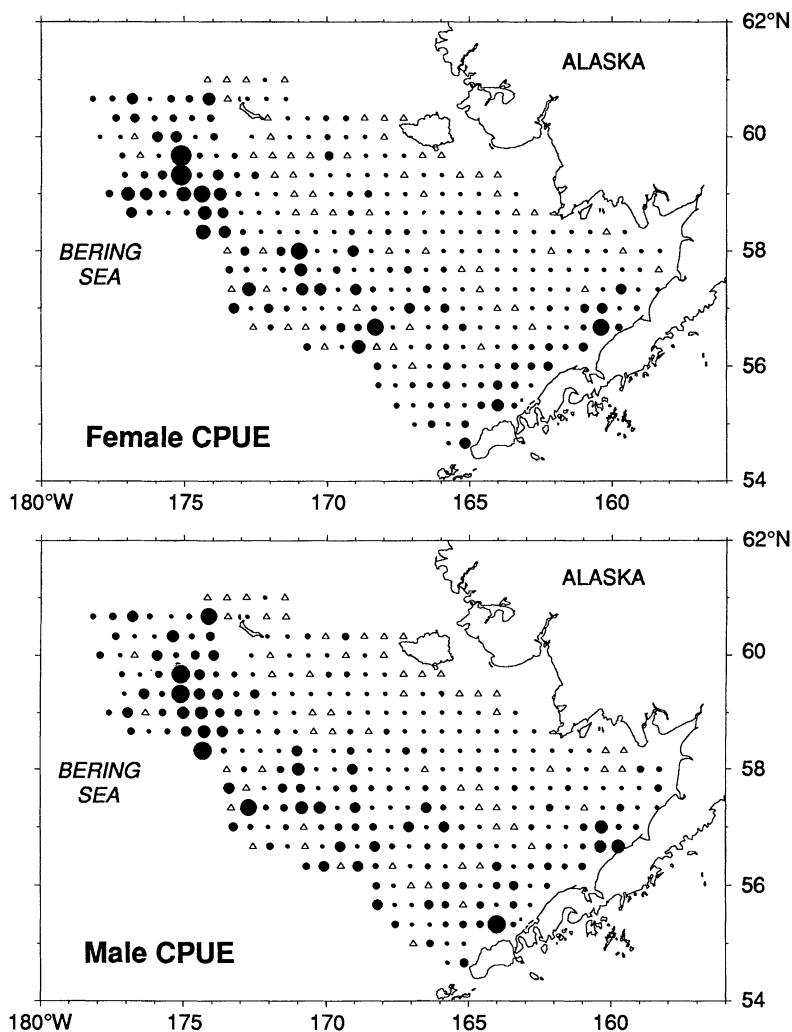 62°N
ALASKA
60
BERING
SEA
58
56
Female CPUE
54
180°W 175 170 165 160
62°N
ALASKA
60
BERING
SEA
58
56
Male CPUE
54
180°W 175 170 165 160